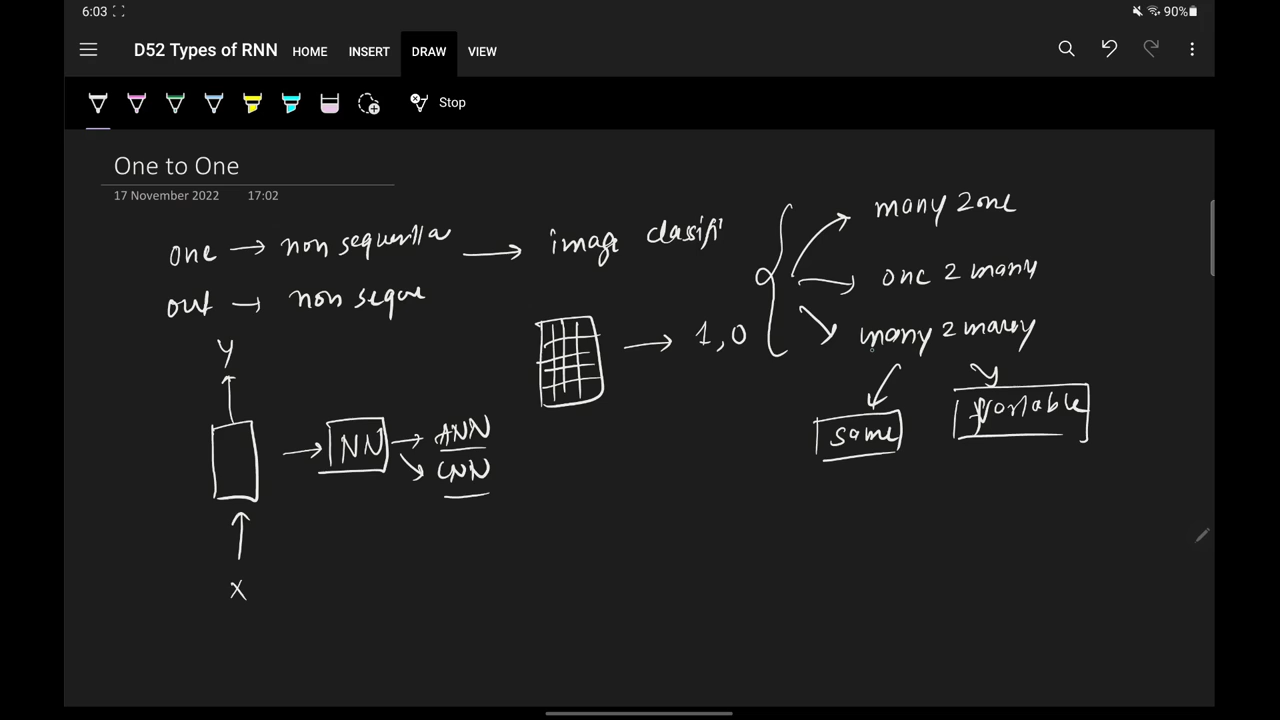 6:03
90%
D52 Types of RNN HOME INSERT DRAW VIEW
Stop
One to One
17 November 2022 17:02
one → non sequentia → image classifi
out → non seque
→ 1,0
many 2 one
one 2 many
many 2 many
same
variable
Y
→ NN → ANN
CNN
X